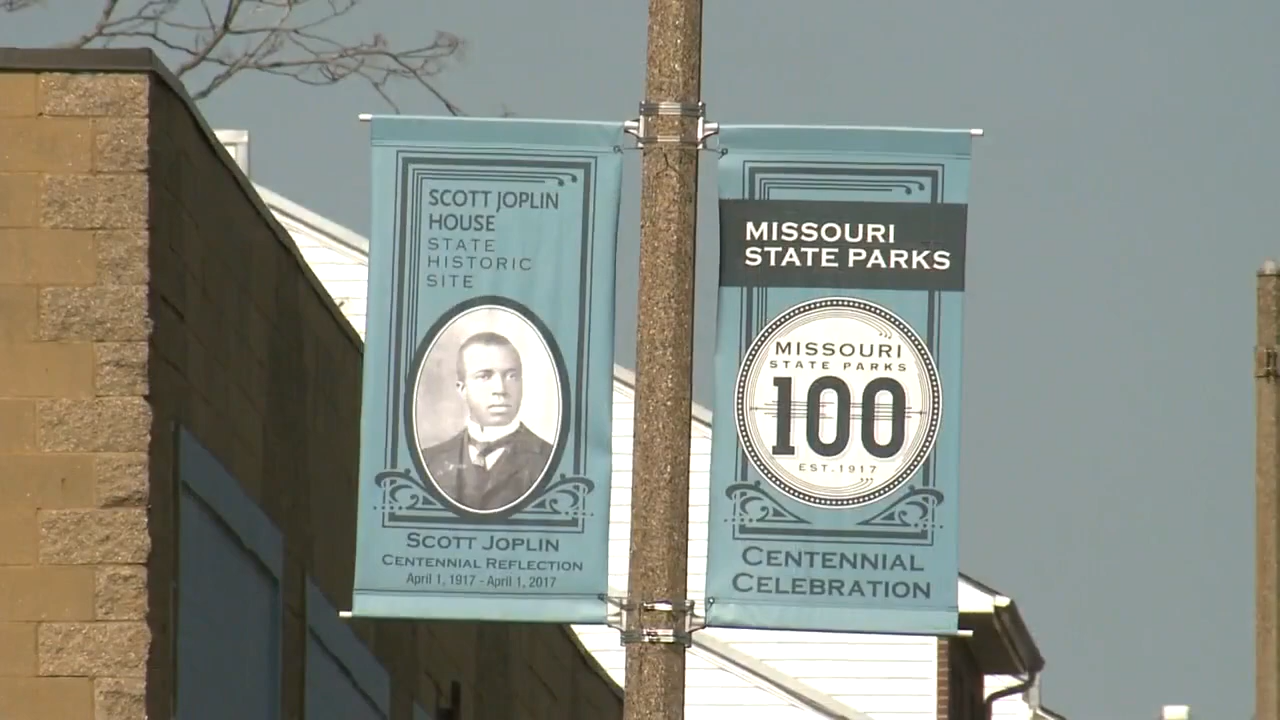 SCOTT JOPLIN
HOUSE
STATE
HISTORIC
SITE
SCOTT JOPLIN
CENTENNIAL REFLECTION
April 1, 1917 - April 1, 2017
MISSOURI
STATE PARKS
MISSOURI
STATE PARKS
100
EST. 1917
CENTENNIAL
CELEBRATION